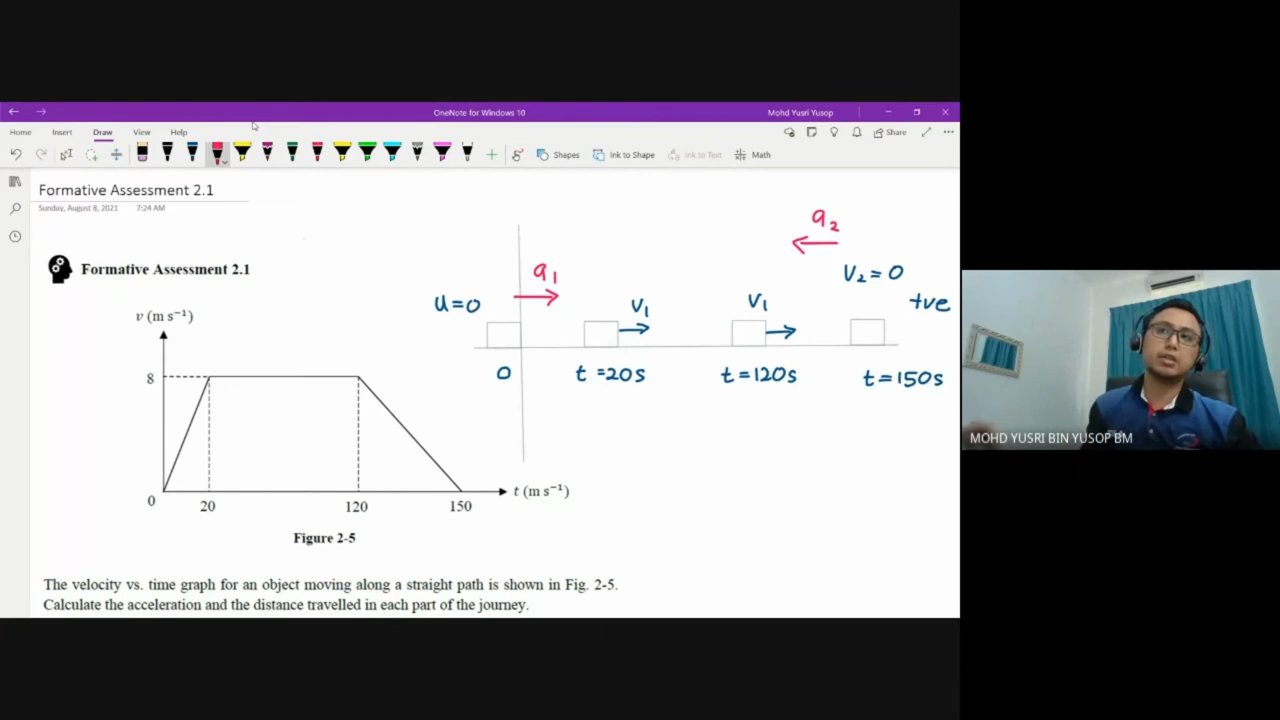 OneNote for Windows 10
Mohd Yusri Yusop
Home Insert Draw View Help
Share
Shapes Ink to Shape Ink to Text Math
Formative Assessment 2.1
Sunday, August 8, 2021 7:24 AM
Formative Assessment 2.1
v (m s⁻¹)
8
0
20
120
150
t (m s⁻¹)
Figure 2-5
a₂
a₁
V₂=0
u=0
V₁
V₁
+ve
0
t=20s
t=120s
t=150s
The velocity vs. time graph for an object moving along a straight path is shown in Fig. 2-5.
Calculate the acceleration and the distance travelled in each part of the journey.
MOHD YUSRI BIN YUSOP BM